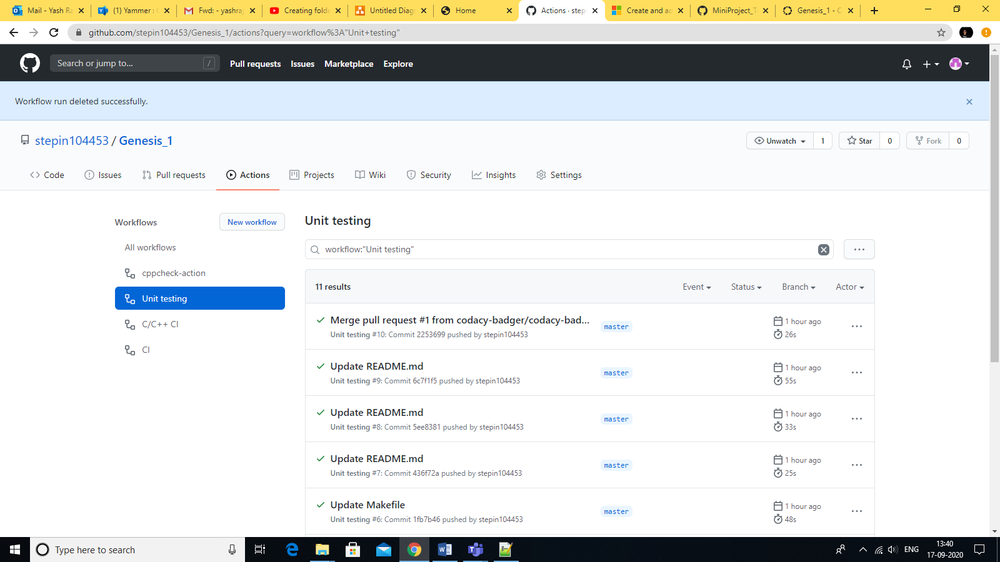 Mail - Yash Ra
(1) Yammer :
Fwd: - yashra
Creating folde
Untitled Diag
Home
Actions · step
Create and ac
MiniProject_T
Genesis_1 - C
github.com/stepin104453/Genesis_1/actions?query=workflow%3A"Unit+testing"
Search or jump to...
/
Pull requests
Issues
Marketplace
Explore
Workflow run deleted successfully.
stepin104453 / Genesis_1
Unwatch 1
Star 0
Fork 0
Code
Issues
Pull requests
Actions
Projects
Wiki
Security
Insights
Settings
Workflows
New workflow
All workflows
cppcheck-action
Unit testing
C/C++ CI
CI
Unit testing
workflow:"Unit testing"
11 results
Event
Status
Branch
Actor
Merge pull request #1 from codacy-badger/codacy-bad...
Unit testing #10: Commit 2253699 pushed by stepin104453
master
1 hour ago
26s
Update README.md
Unit testing #9: Commit 6c7f1f5 pushed by stepin104453
master
1 hour ago
55s
Update README.md
Unit testing #8: Commit 5ee8381 pushed by stepin104453
master
1 hour ago
33s
Update README.md
Unit testing #7: Commit 436f72a pushed by stepin104453
master
1 hour ago
25s
Update Makefile
Unit testing #6: Commit 1fb7b46 pushed by stepin104453
master
1 hour ago
48s
Type here to search
ENG
13:40
17-09-2020